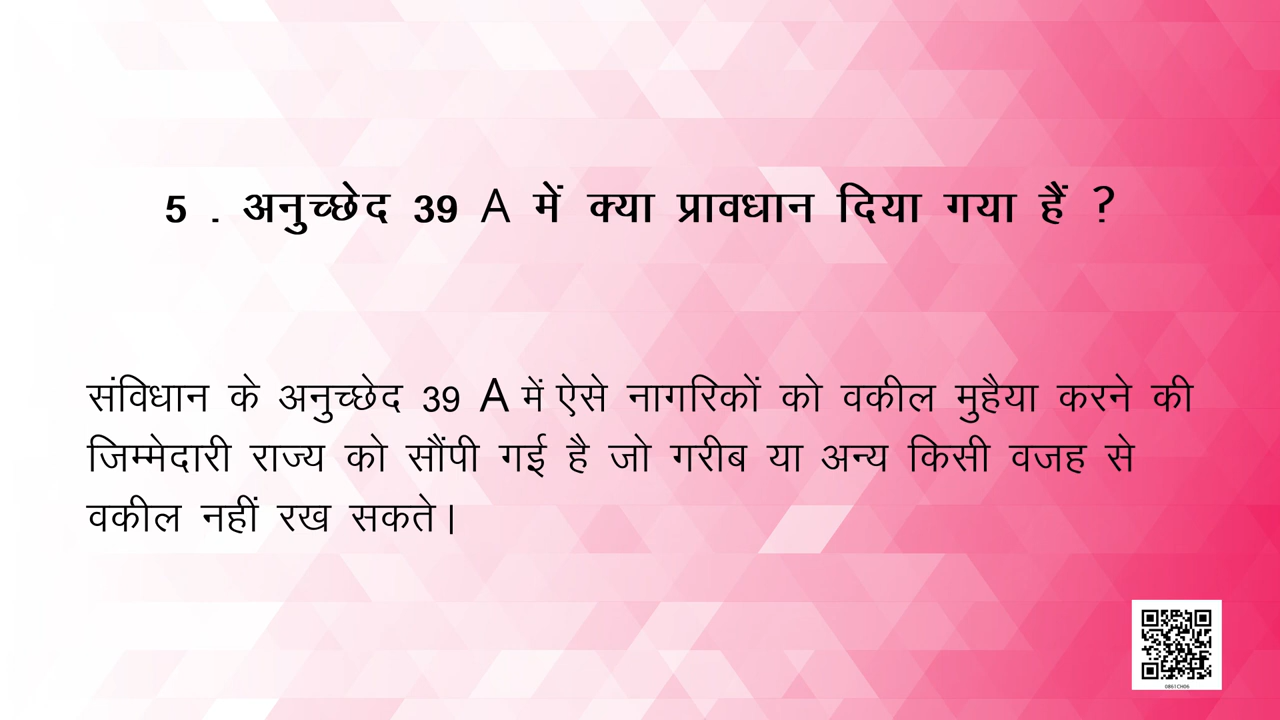 5 . अनुच्छेद 39 A में क्या प्रावधान दिया गया हैं ?
संविधान के अनुच्छेद 39 A में ऐसे नागरिकों को वकील मुहैया करने की
जिम्मेदारी राज्य को सौंपी गई है जो गरीब या अन्य किसी वजह से
वकील नहीं रख सकते।
0861CH06